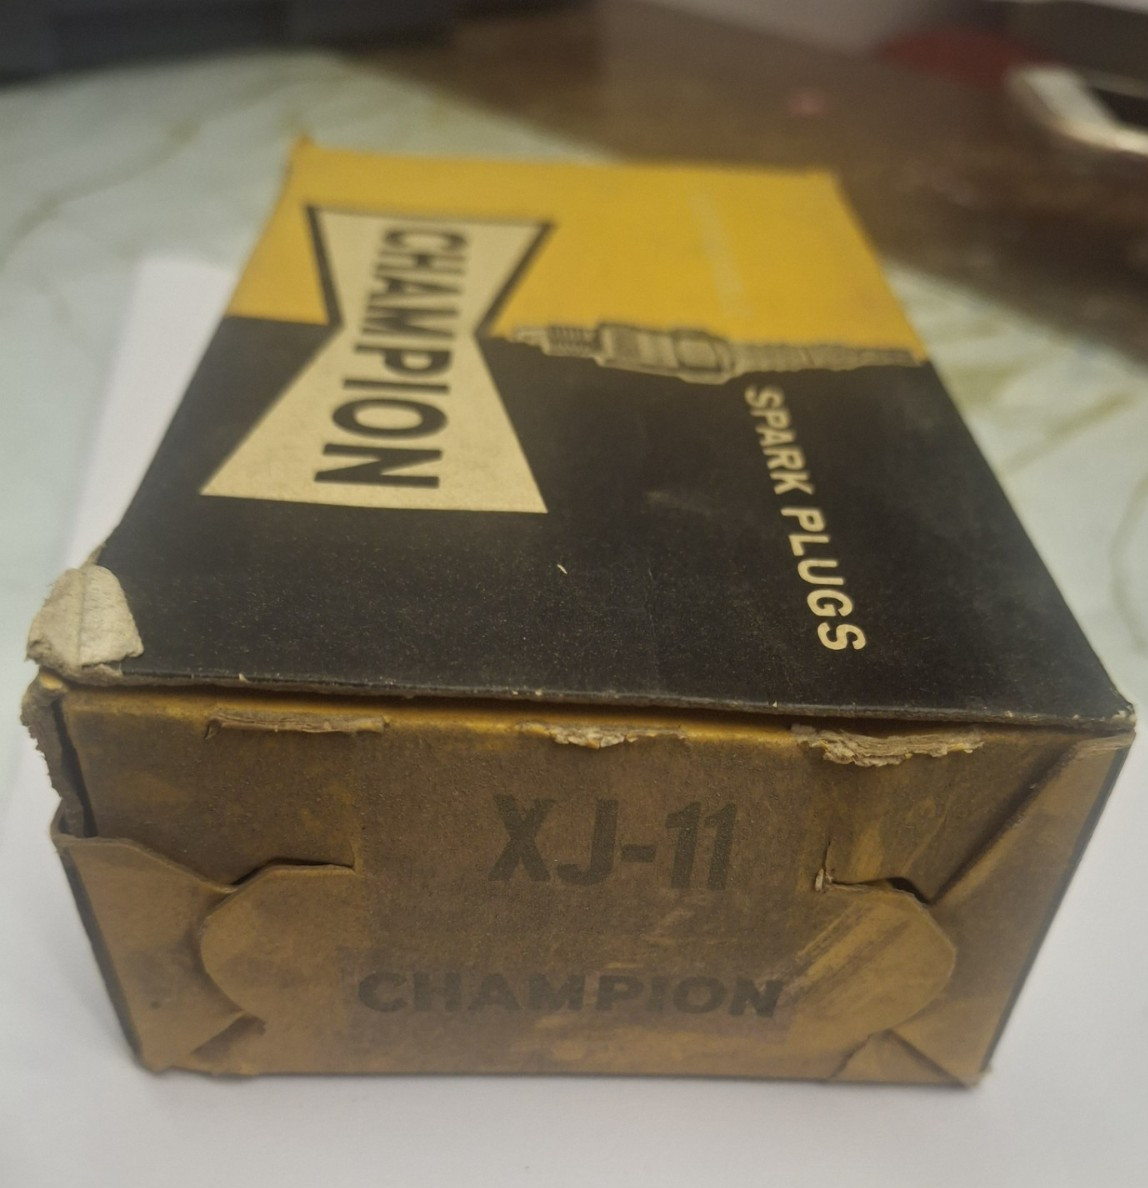 CHAMPION
SPARK PLUGS
XJ-11
CHAMPION